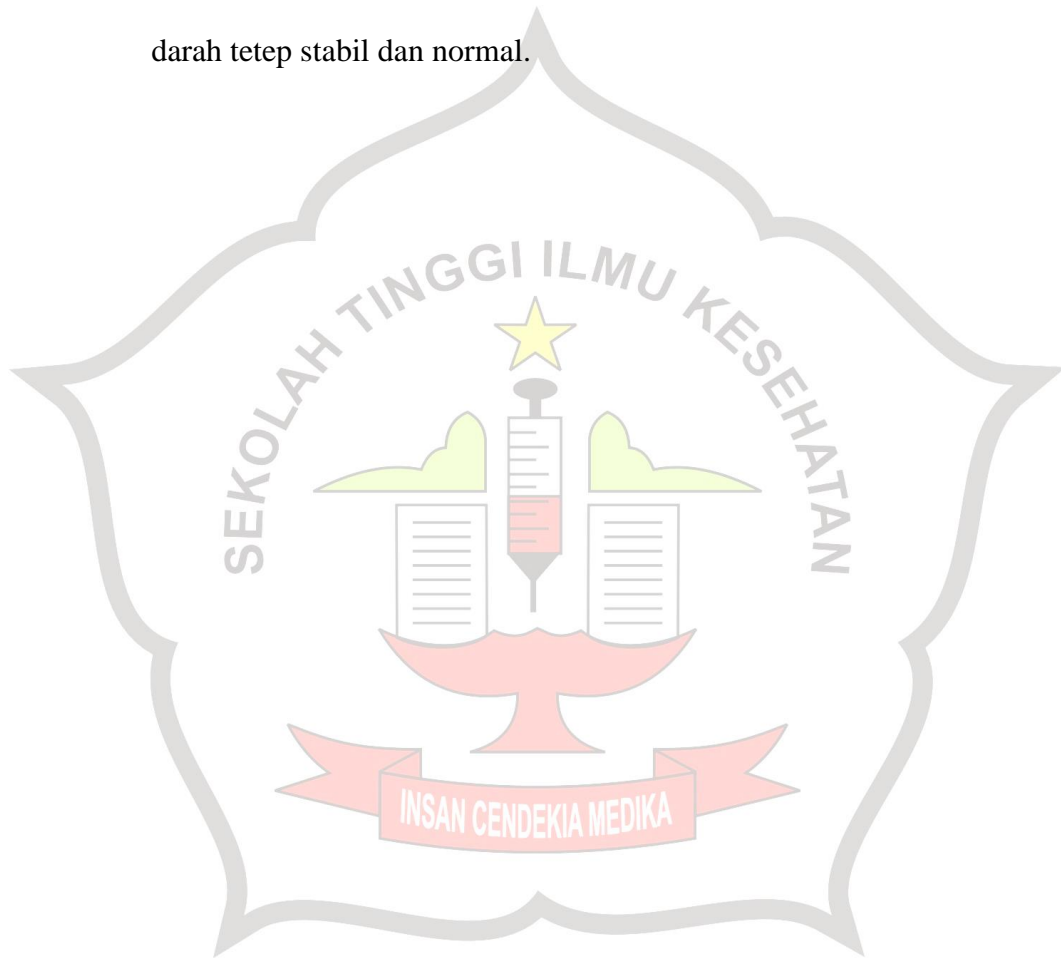 darah tetep stabil dan normal.
SEKOLAH TINGGI ILMU KESEHATAN
INSAN CENDEKIA MEDIKA